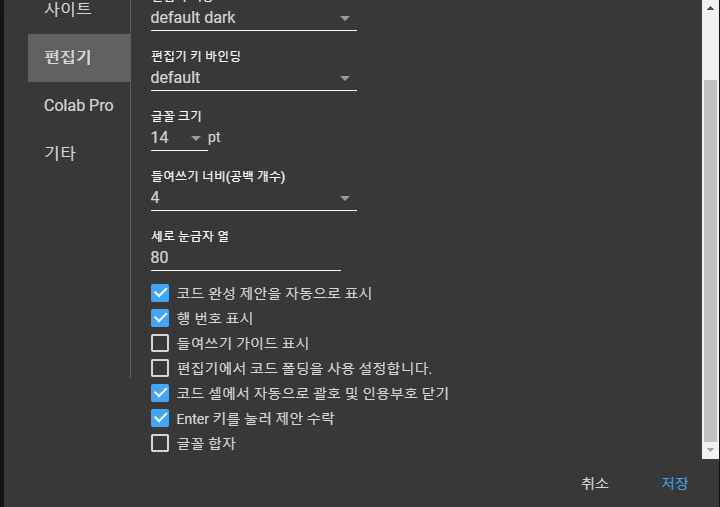 사이트
편집기
Colab Pro
기타
default dark
편집기 키 바인딩
default
글꼴 크기
14 pt
들여쓰기 너비(공백 개수)
4
세로 눈금자 열
80
코드 완성 제안을 자동으로 표시
행 번호 표시
들여쓰기 가이드 표시
편집기에서 코드 폴딩을 사용 설정합니다.
코드 셀에서 자동으로 괄호 및 인용부호 닫기
Enter 키를 눌러 제안 수락
글꼴 합자
취소 저장